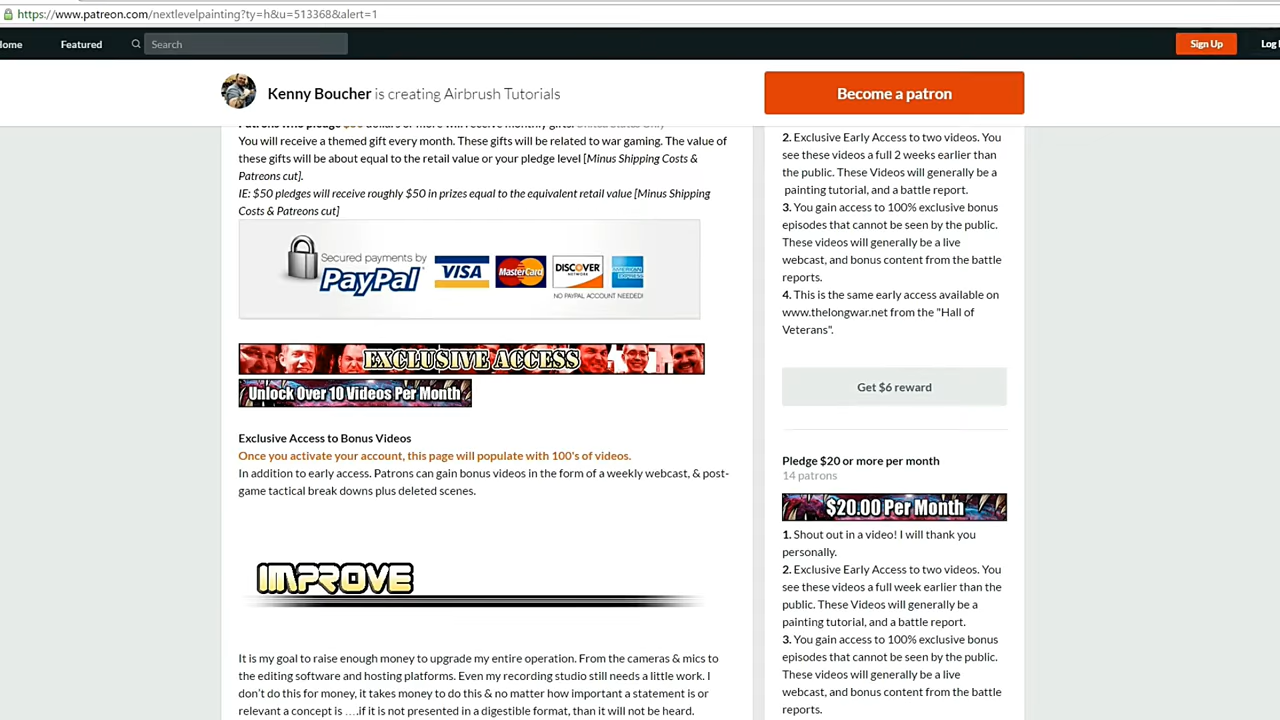 https://www.patreon.com/nextlevelpainting?ty=h&u=513368&alert=1
Home
Featured
Search
Sign Up
Log
Kenny Boucher is creating Airbrush Tutorials
Become a patron
Patrons who pledge $50 dollars or more will receive monthly gifts. United States Only
You will receive a themed gift every month. These gifts will be related to war gaming. The value of
these gifts will be about equal to the retail value or your pledge level [Minus Shipping Costs &
Patreons cut].
IE: $50 pledges will receive roughly $50 in prizes equal to the equivalent retail value [Minus Shipping
Costs & Patreons cut]
Secured payments by
PayPal
VISA
MasterCard
DISCOVER
NETWORK
AMERICAN
EXPRESS
NO PAYPAL ACCOUNT NEEDED!
EXCLUSIVE ACCESS
Unlock Over 10 Videos Per Month
Exclusive Access to Bonus Videos
Once you activate your account, this page will populate with 100's of videos.
In addition to early access. Patrons can gain bonus videos in the form of a weekly webcast, & post-
game tactical break downs plus deleted scenes.
IMPROVE
It is my goal to raise enough money to upgrade my entire operation. From the cameras & mics to
the editing software and hosting platforms. Even my recording studio still needs a little work. I
don't do this for money, it takes money to do this & no matter how important a statement is or
relevant a concept is ….if it is not presented in a digestible format, than it will not be heard.
2. Exclusive Early Access to two videos. You
see these videos a full 2 weeks earlier than
the public. These Videos will generally be a
painting tutorial, and a battle report.
3. You gain access to 100% exclusive bonus
episodes that cannot be seen by the public.
These videos will generally be a live
webcast, and bonus content from the battle
reports.
4. This is the same early access available on
www.thelongwar.net from the "Hall of
Veterans".
Get $6 reward
Pledge $20 or more per month
14 patrons
$20.00 Per Month
1. Shout out in a video! I will thank you
personally.
2. Exclusive Early Access to two videos. You
see these videos a full week earlier than the
public. These Videos will generally be a
painting tutorial, and a battle report.
3. You gain access to 100% exclusive bonus
episodes that cannot be seen by the public.
These videos will generally be a live
webcast, and bonus content from the battle
reports.